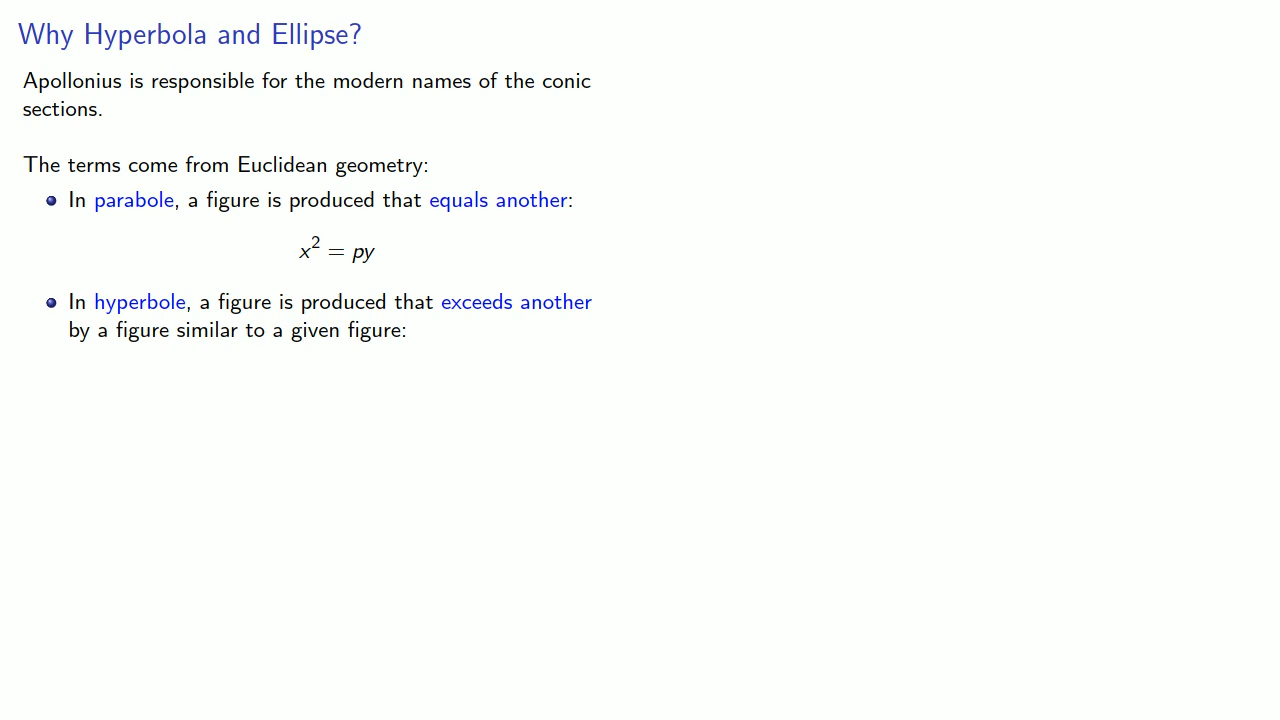 Why Hyperbola and Ellipse?
Apollonius is responsible for the modern names of the conic
sections.
The terms come from Euclidean geometry:
In parabole, a figure is produced that equals another:
x² = py
In hyperbole, a figure is produced that exceeds another
by a figure similar to a given figure: